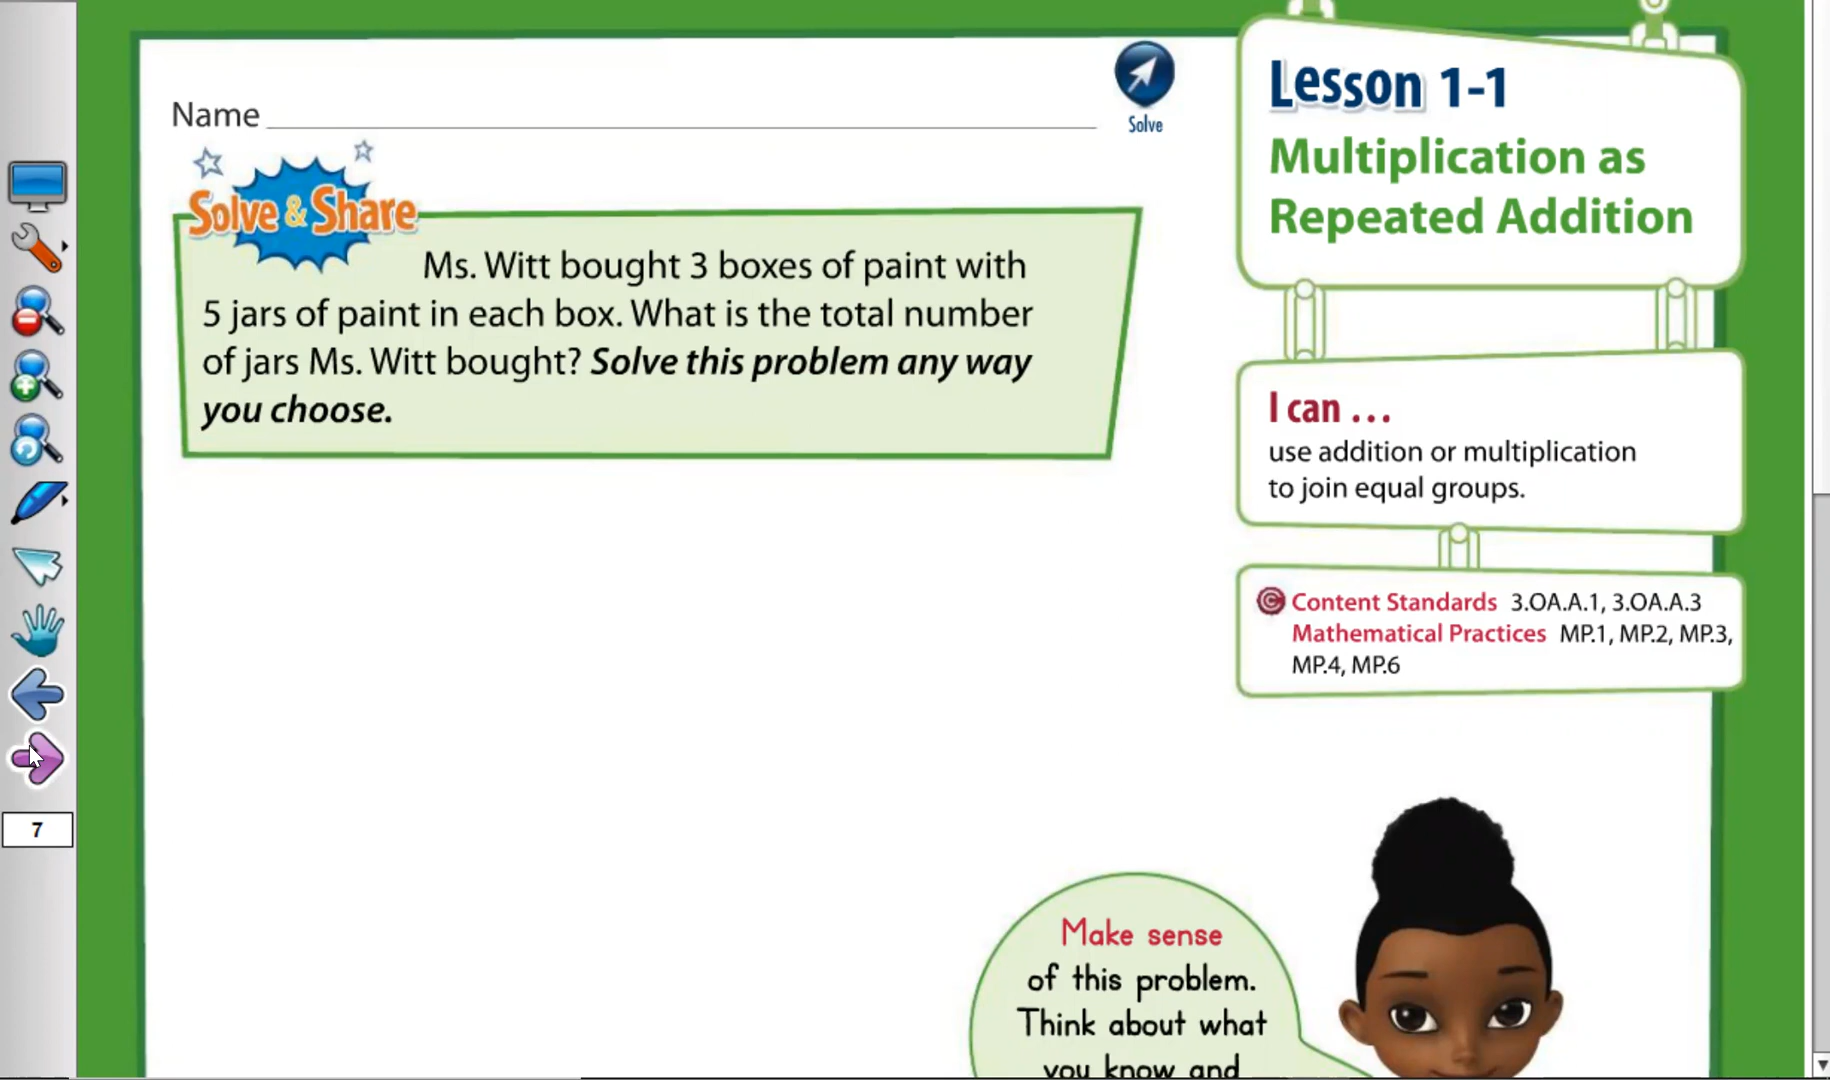 Name
Solve
Solve & Share
Ms. Witt bought 3 boxes of paint with
5 jars of paint in each box. What is the total number
of jars Ms. Witt bought? Solve this problem any way
you choose.
Lesson 1-1
Multiplication as
Repeated Addition
I can ...
use addition or multiplication
to join equal groups.
Content Standards 3.OA.A.1, 3.OA.A.3
Mathematical Practices MP.1, MP.2, MP.3,
MP.4, MP.6
7
Make sense
of this problem.
Think about what
you know and